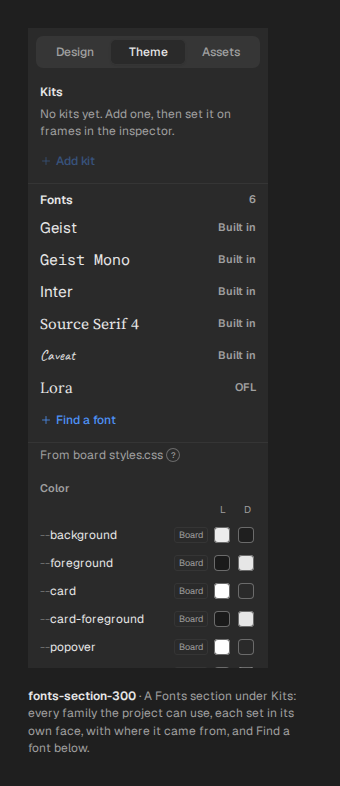 Design Theme Assets
Kits
No kits yet. Add one, then set it on
frames in the inspector.
+ Add kit
Fonts 6
Geist Built in
Geist Mono Built in
Inter Built in
Source Serif 4 Built in
Caveat Built in
Lora OFL
+ Find a font
From board styles.css ?
Color
L D
--background Board
--foreground Board
--card Board
--card-foreground Board
--popover Board
fonts-section-300 · A Fonts section under Kits:
every family the project can use, each set in its
own face, with where it came from, and Find a
font below.